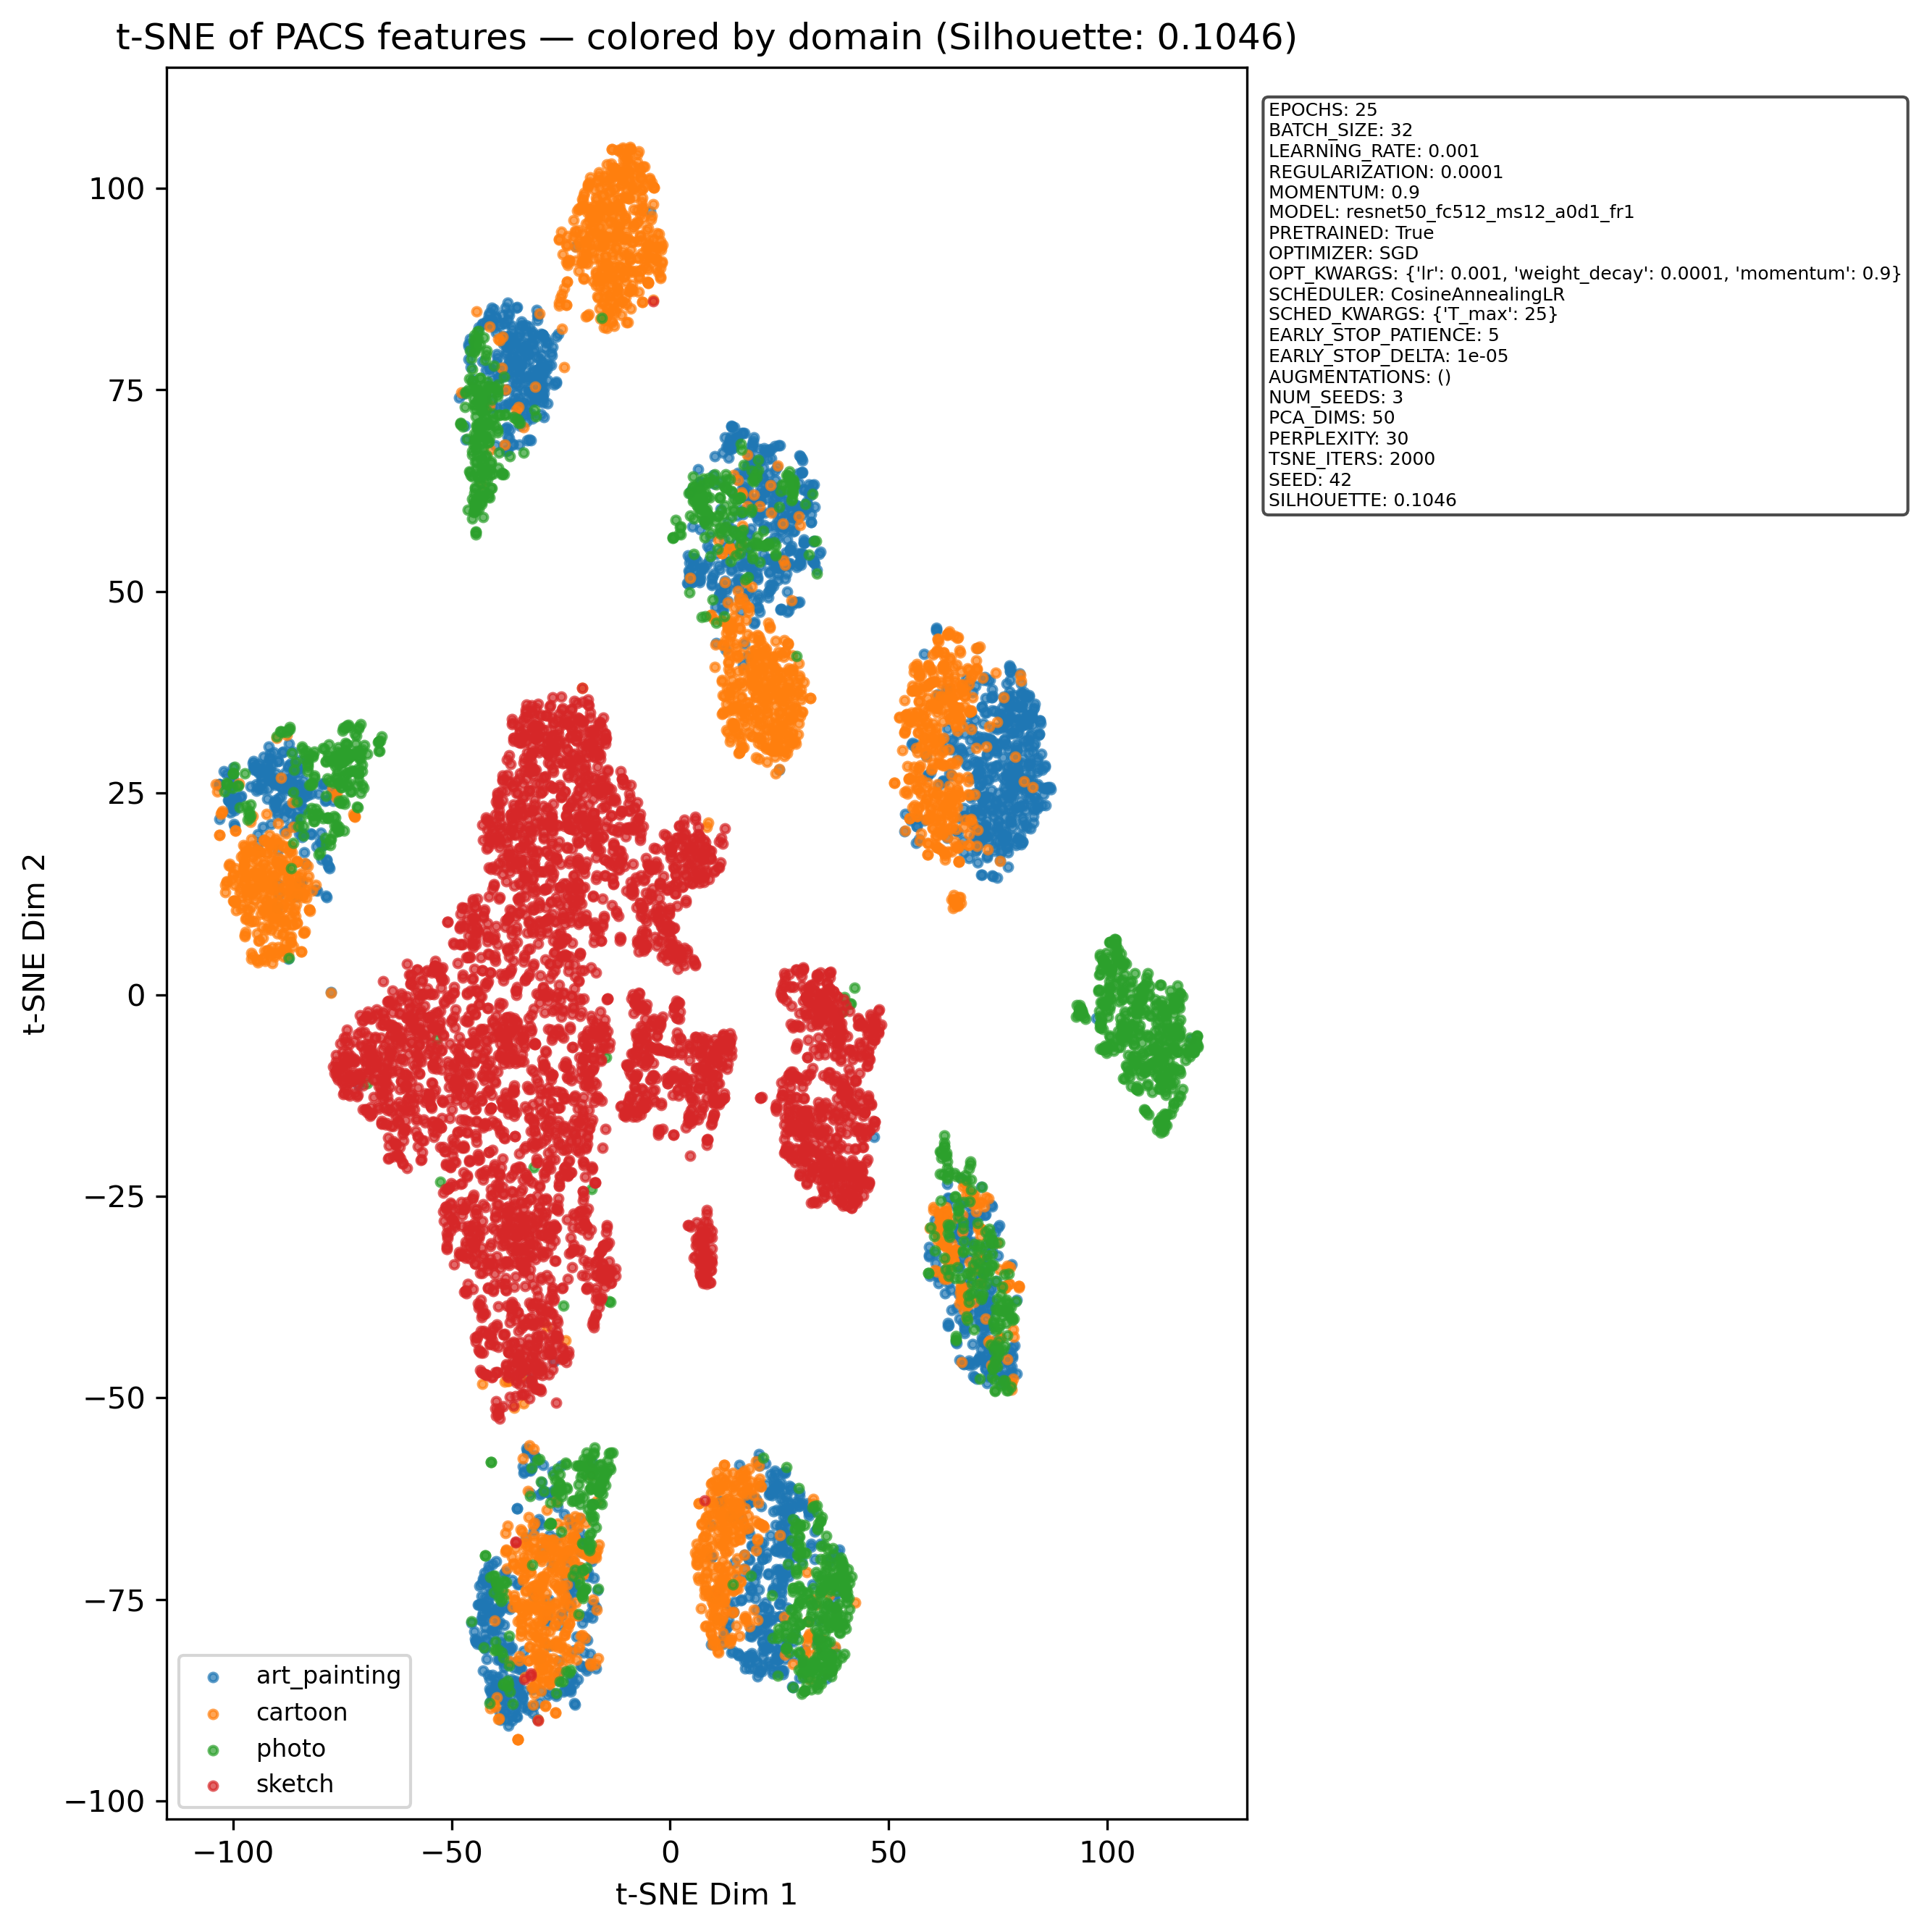 t-SNE of PACS features — colored by domain (Silhouette: 0.1046)
EPOCHS: 25
BATCH_SIZE: 32
LEARNING_RATE: 0.001
REGULARIZATION: 0.0001
MOMENTUM: 0.9
MODEL: resnet50_fc512_ms12_a0d1_fr1
PRETRAINED: True
OPTIMIZER: SGD
OPT_KWARGS: {'lr': 0.001, 'weight_decay': 0.0001, 'momentum': 0.9}
SCHEDULER: CosineAnnealingLR
SCHED_KWARGS: {'T_max': 25}
EARLY_STOP_PATIENCE: 5
EARLY_STOP_DELTA: 1e-05
AUGMENTATIONS: ()
NUM_SEEDS: 3
PCA_DIMS: 50
PERPLEXITY: 30
TSNE_ITERS: 2000
SEED: 42
SILHOUETTE: 0.1046
t-SNE Dim 2
100
75
50
25
0
−25
−50
−75
−100
art_painting
cartoon
photo
sketch
−100
−50
0
50
100
t-SNE Dim 1